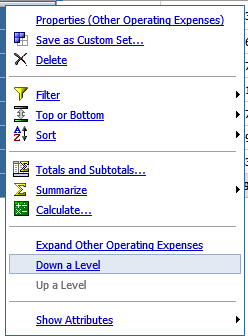 Properties (Other Operating Expenses)
Save as Custom Set...
Delete
Filter
Top or Bottom
Sort
Totals and Subtotals...
Summarize
Calculate...
Expand Other Operating Expenses
Down a Level
Up a Level
Show Attributes